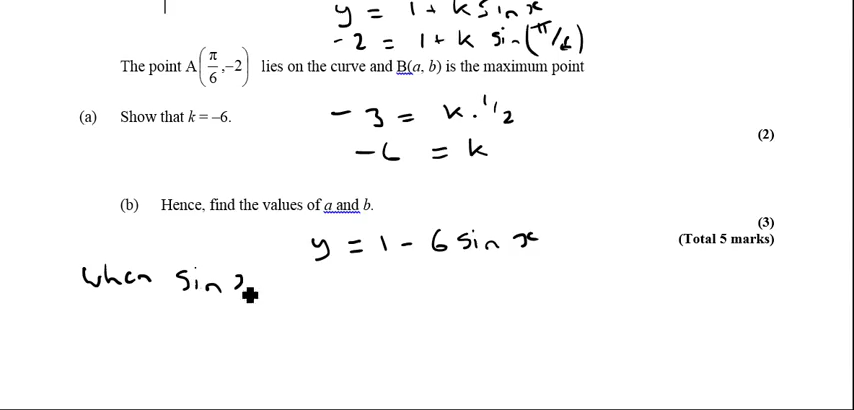 y = 1 + k sin x
-2 = 1 + k sin(π/6)
The point A(π/6, –2) lies on the curve and B(a, b) is the maximum point
(a) Show that k = –6.
-3 = k · 1/2
(2)
-6 = k
(b) Hence, find the values of a and b.
(3)
(Total 5 marks)
y = 1 - 6 sin x
when sin